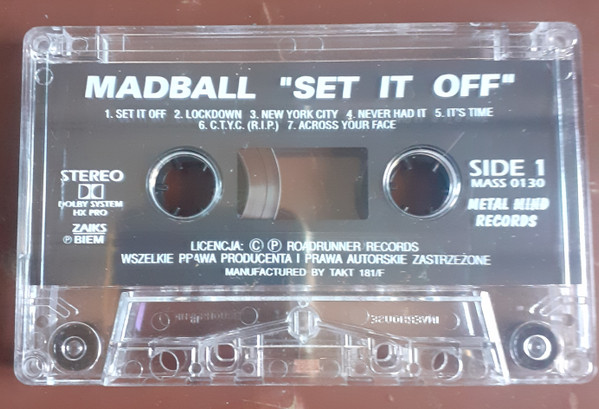 MADBALL "SET IT OFF"
1. SET IT OFF 2. LOCKDOWN 3. NEW YORK CITY 4. NEVER HAD IT 5. IT'S TIME
6. C.T.Y.C. (R.I.P.) 7. ACROSS YOUR FACE
STEREO
DOLBY SYSTEM
HX PRO
ZAIKS
℗ BIEM
SIDE 1
MASS 0130
METAL MIND
RECORDS
LICENCJA: © ℗ ROADRUNNER RECORDS
WSZELKIE PRAWA PRODUCENTA I PRAWA AUTORSKIE ZASTRZEŻONE
MANUFACTURED BY TAKT 181/F